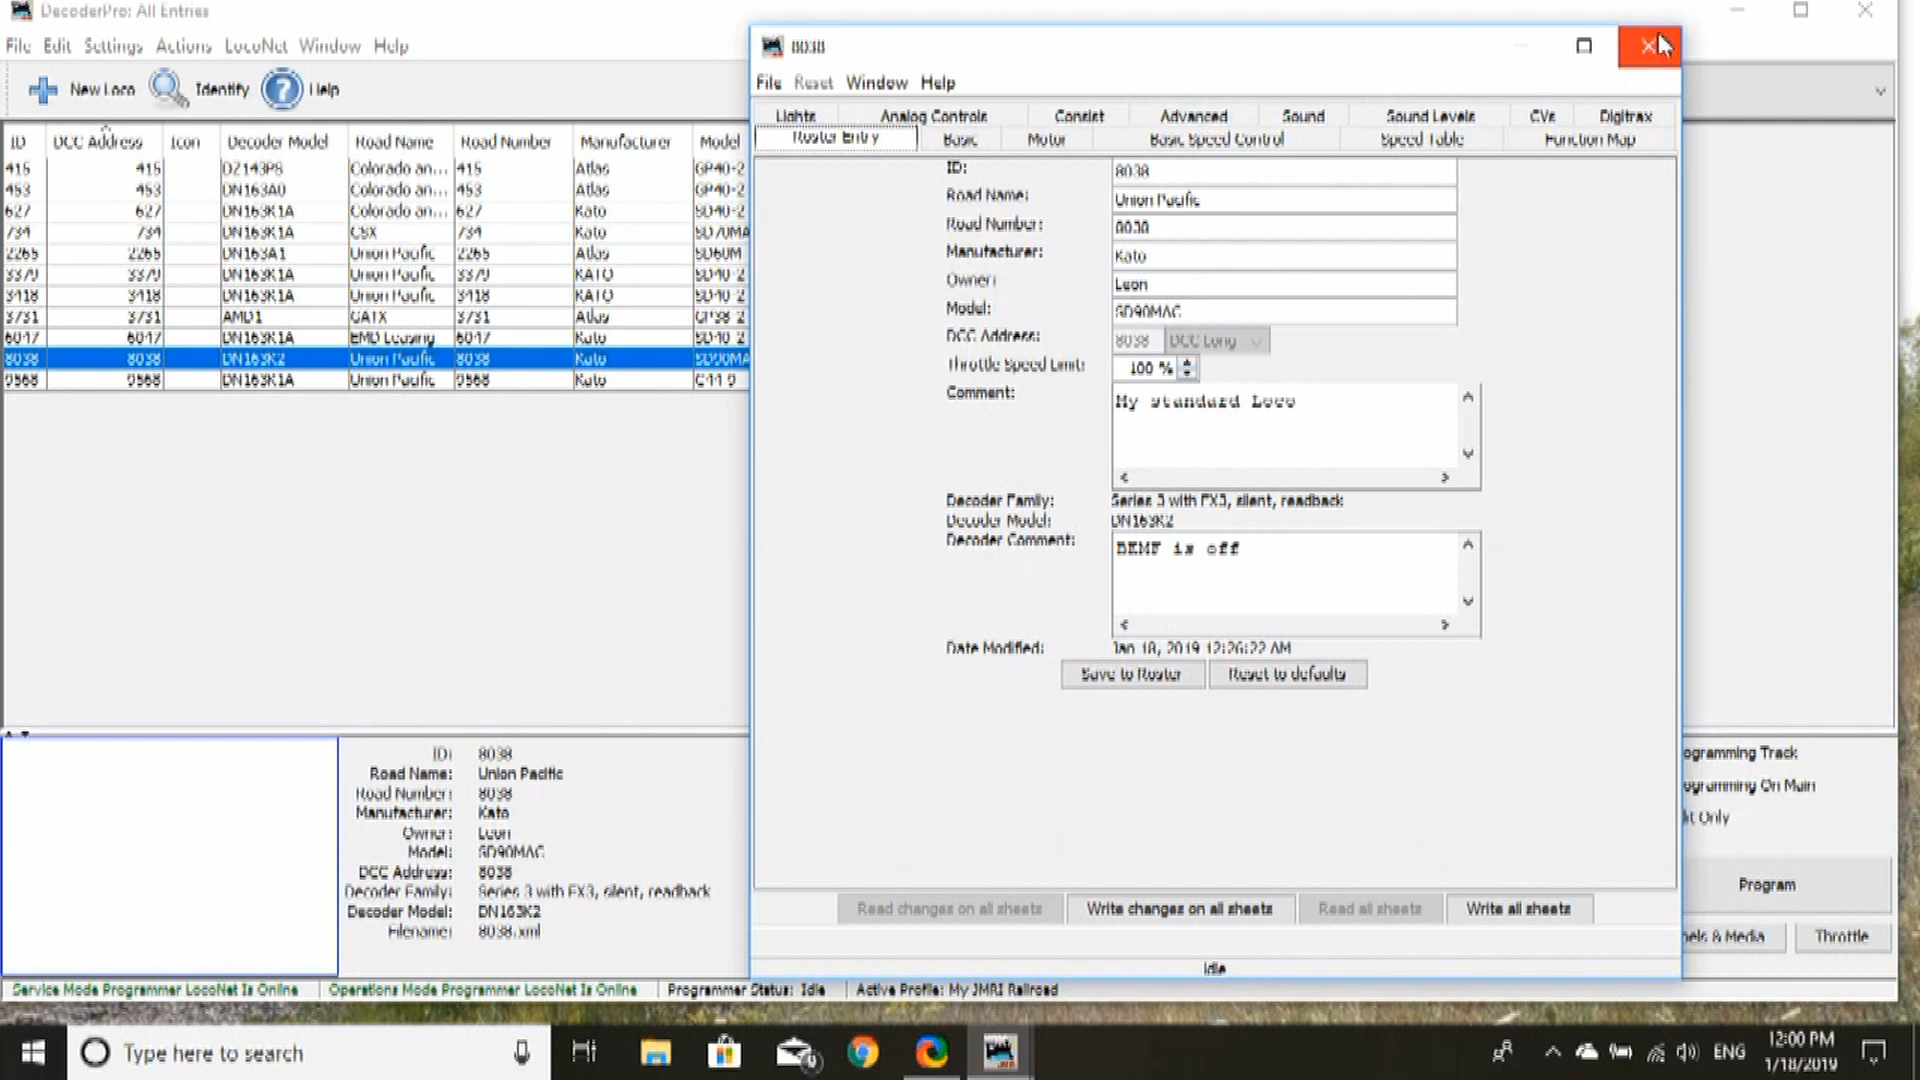 DecoderPro: All Entries
File Edit Settings Actions LocoNet Window Help
New Loco Identify Help
ID DCC Address Icon Decoder Model Road Name Road Number Manufacturer Model
415 415 DZ143PS Colorado an... 415 Atlas GP40-2
453 453 DN163A0 Colorado an... 453 Atlas GP40-2
627 627 DN163K1A Colorado an... 627 Kato SD40-2
734 734 DN163K1A CSX 734 Kato SD70MA
2265 2265 DN163A1 Union Pacific 2265 Atlas SD60M
3379 3379 DN163K1A Union Pacific 3379 KATO SD40-2
3418 3418 DN163K1A Union Pacific 3418 KATO SD40-2
3731 3731 AMD1 GATX 3731 Atlas GP38-2
6047 6047 DN163K1A EMD Leasing 6047 Kato SD40-2
8038 8038 DN163K2 Union Pacific 8038 Kato SD90MA
9568 9568 DN163K1A Union Pacific 9568 Kato C44-9
8038
File Reset Window Help
Lights Analog Controls Consist Advanced Sound Sound Levels CVs Digitrax
Roster Entry Basic Motor Basic Speed Control Speed Table Function Map
ID: 8038
Road Name: Union Pacific
Road Number: 8038
Manufacturer: Kato
Owner: Leon
Model: SD90MAC
DCC Address: 8038 DCC Long
Throttle Speed Limit: 100 %
Comment: My standard Loco
Decoder Family: Series 3 with FX3, silent, readback
Decoder Model: DN163K2
Decoder Comment: BEMF is off
Date Modified: Jan 18, 2019 12:26:22 AM
Save to Roster Reset to defaults
Read changes on all sheets Write changes on all sheets Read all sheets Write all sheets
Idle
ID: 8038
Road Name: Union Pacific
Road Number: 8038
Manufacturer: Kato
Owner: Leon
Model: SD90MAC
DCC Address: 8038
Decoder Family: Series 3 with FX3, silent, readback
Decoder Model: DN163K2
Filename: 8038.xml
ogramming Track
ogramming On Main
it Only
Program
els & Media Throttle
Service Mode Programmer LocoNet Is Online Operations Mode Programmer LocoNet Is Online Programmer Status: Idle Active Profile: My JMRI Railroad
Type here to search
ENG
12:00 PM
1/18/2019